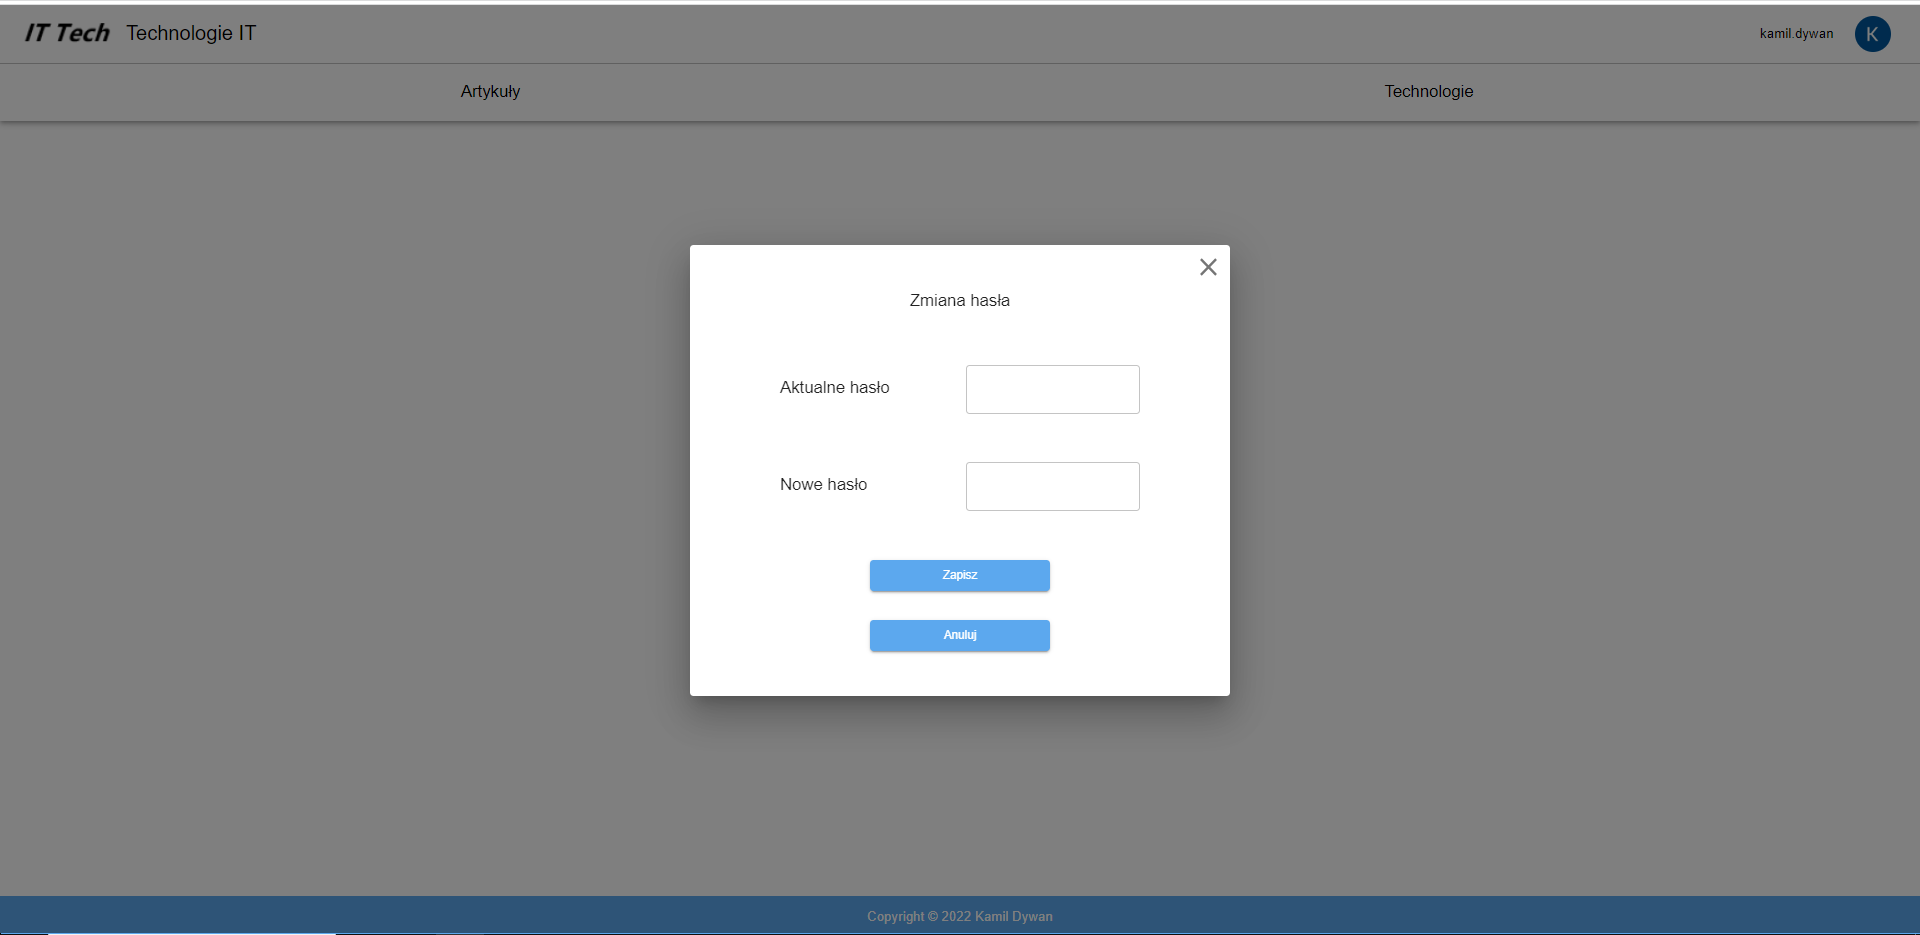 IT Tech Technologie IT kamil.dywan K
Artykuły Technologie
Zmiana hasła
Aktualne hasło
Nowe hasło
Zapisz
Anuluj
Copyright © 2022 Kamil Dywan